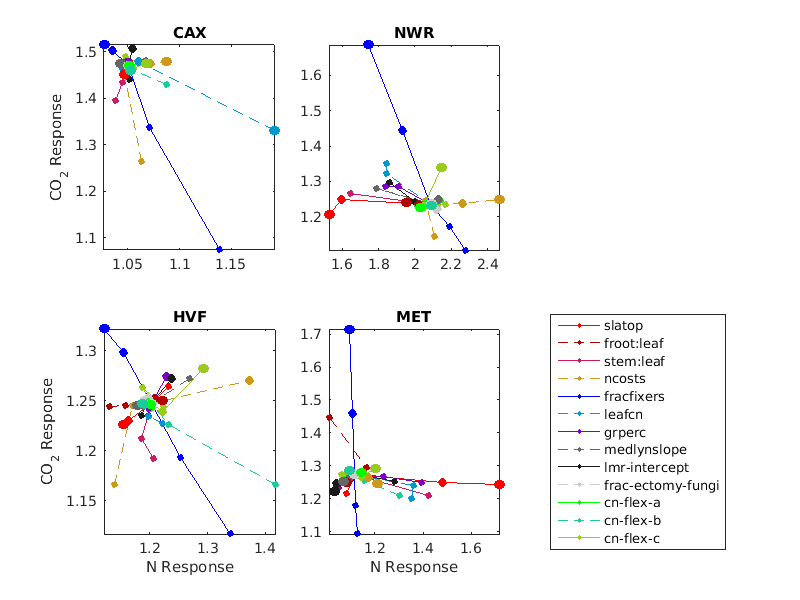 CAX
NWR
CO2 Response
1.5
1.4
1.3
1.2
1.1
1.05
1.1
1.15
1.6
1.5
1.4
1.3
1.2
1.6
1.8
2
2.2
2.4
HVF
MET
CO2 Response
1.3
1.25
1.2
1.15
1.2
1.3
1.4
N Response
1.7
1.6
1.5
1.4
1.3
1.2
1.1
1.2
1.4
1.6
N Response
slatop
froot:leaf
stem:leaf
ncosts
fracfixers
leafcn
grperc
medlynslope
lmr-intercept
frac-ectomy-fungi
cn-flex-a
cn-flex-b
cn-flex-c